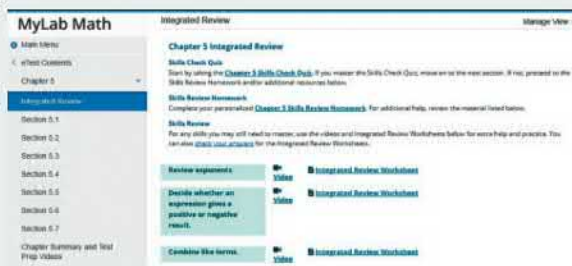 MyLab Math
Main Menu
eText Contents
Chapter 5
Integrated Review
Section 5.1
Section 5.2
Section 5.3
Section 5.4
Section 5.5
Section 5.6
Section 5.7
Chapter Summary and Test
Prep Videos
Integrated Review
Manage View
Chapter 5 Integrated Review
Skills Check Quiz
Start by taking the Chapter 5 Skills Check Quiz. If you master the Skills Check Quiz, move on to the next section. If not, proceed to the
Skills Review Homework and/or additional resources below.
Skills Review Homework
Complete your personalized Chapter 5 Skills Review Homework. For additional help, review the material listed below.
Skills Review
For any skills you may still need to master, use the videos and Integrated Review Worksheets below for extra help and practice. You
can also check your answers for the Integrated Review Worksheets.
Review exponents
Video
Integrated Review Worksheet
Decide whether an
expression gives a
positive or negative
result.
Video
Integrated Review Worksheet
Combine like terms.
Video
Integrated Review Worksheet